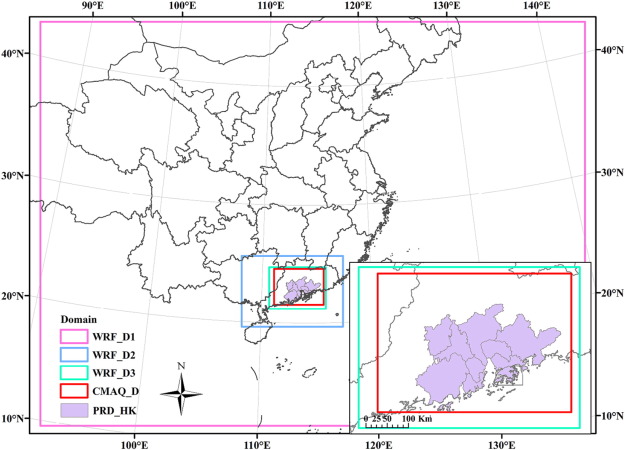 90°E 100°E 110°E 120°E 130°E 140°E
40°N 40°N
30°N 30°N
20°N 20°N
10°N 10°N
Domain
WRF_D1
WRF_D2
WRF_D3
CMAQ_D
PRD_HK
N
0 25 50 100 Km
100°E 110°E 120°E 130°E